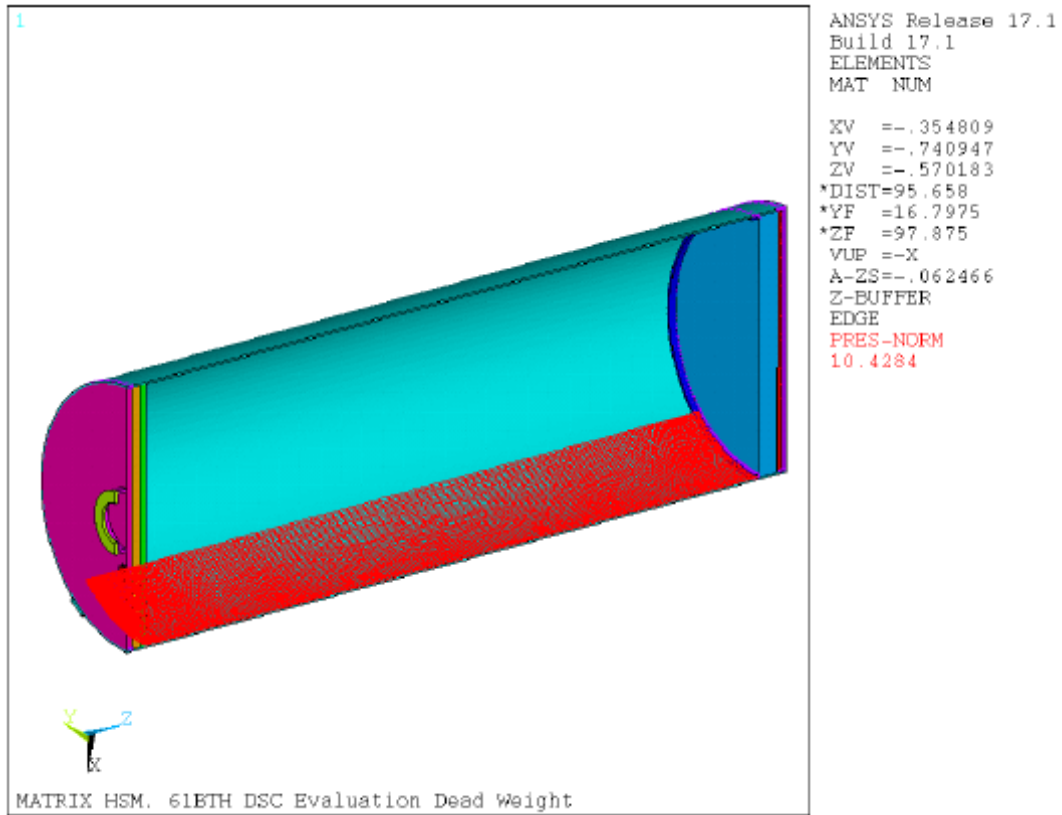 1
ANSYS Release 17.1
Build 17.1
ELEMENTS
MAT NUM
XV =-.354809
YV =-.740947
ZV =-.570183
*DIST=95.658
*YF =16.7975
*ZF =97.875
VUP =-X
A-ZS=-.062466
Z-BUFFER
EDGE
PRES-NORM
10.4284
Y
Z
X
MATRIX HSM. 61BTH DSC Evaluation Dead Weight